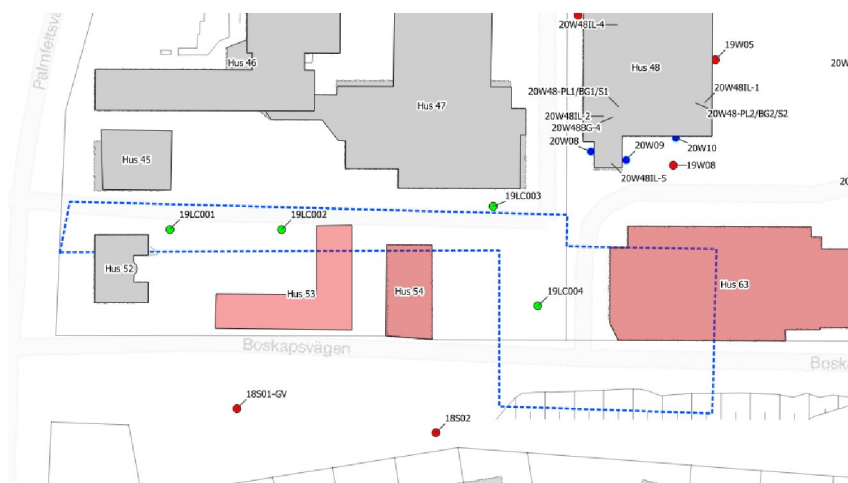 Palmfeltsvä
20W48IL-4
19W05
Hus 46
Hus 48
20W
20W48IL-1
20W48-PL1/BG1/S1
Hus 47
20W48-PL2/BG2/S2
20W48IL-2
20W48BG-4
20W08
20W10
20W09
Hus 45
19W08
20W48IL-5
20
19LC003
19LC001
19LC002
Hus 52
Hus 63
Hus 54
Hus 53
19LC004
Boskapsvägen
Boska
18S01-GV
18S02